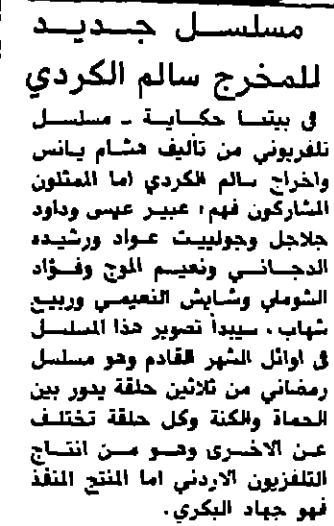 مسلسل جديد
للمخرج سالم الكردي
في بيتنا حكاية - مسلسل
تلفزيوني من تأليف هشام يانس
واخراج سالم الكردي اما الممثلون
المشاركون فهم: عبير عيسى وداود
جلاجل وجولييت عواد ورشيده
الدجاني ونعيم الموج وفؤاد
الشوملي وشايش النعيمي وربيع
شهاب، سيبدأ تصوير هذا المسلسل
في اوائل الشهر القادم وهو مسلسل
رمضاني من ثلاثين حلقة يدور بين
الحماة والكنة وكل حلقة تختلف
عن الاخرى وهو من انتاج
التلفزيون الاردني اما المنتج المنفذ
فهو جهاد البكري.